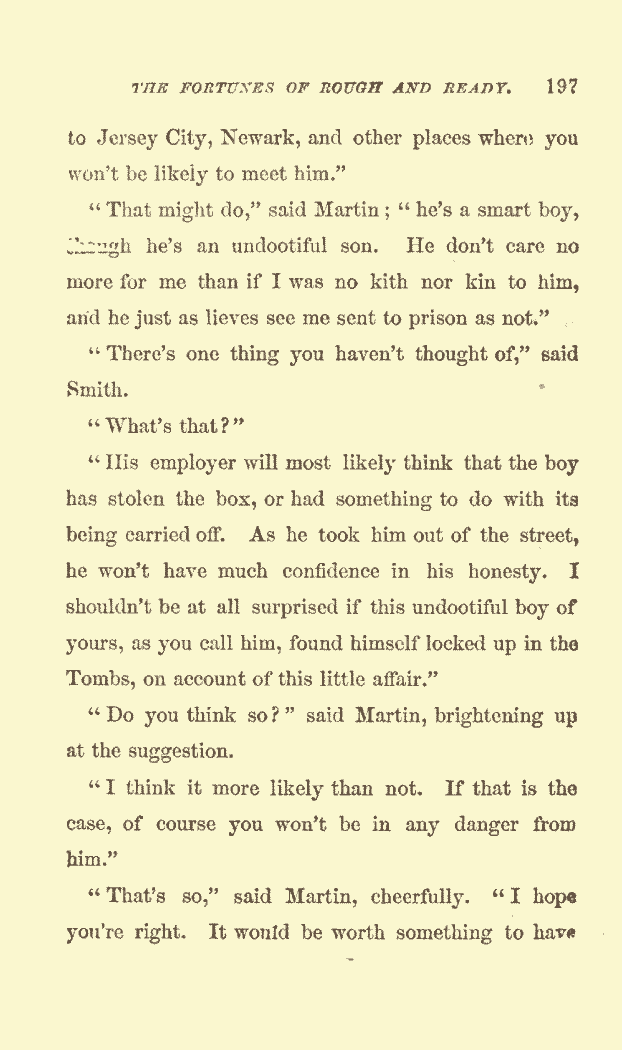 THE FORTUNES OF ROUGH AND READY. 197
to Jersey City, Newark, and other places where you
won't be likely to meet him."
"That might do," said Martin; "he's a smart boy,
though he's an undootiful son. He don't care no
more for me than if I was no kith nor kin to him,
and he just as lieves see me sent to prison as not."
"There's one thing you haven't thought of," said
Smith.
"What's that?"
"His employer will most likely think that the boy
has stolen the box, or had something to do with its
being carried off. As he took him out of the street,
he won't have much confidence in his honesty. I
shouldn't be at all surprised if this undootiful boy of
yours, as you call him, found himself locked up in the
Tombs, on account of this little affair."
"Do you think so?" said Martin, brightening up
at the suggestion.
"I think it more likely than not. If that is the
case, of course you won't be in any danger from
him."
"That's so," said Martin, cheerfully. "I hope
you're right. It would be worth something to have